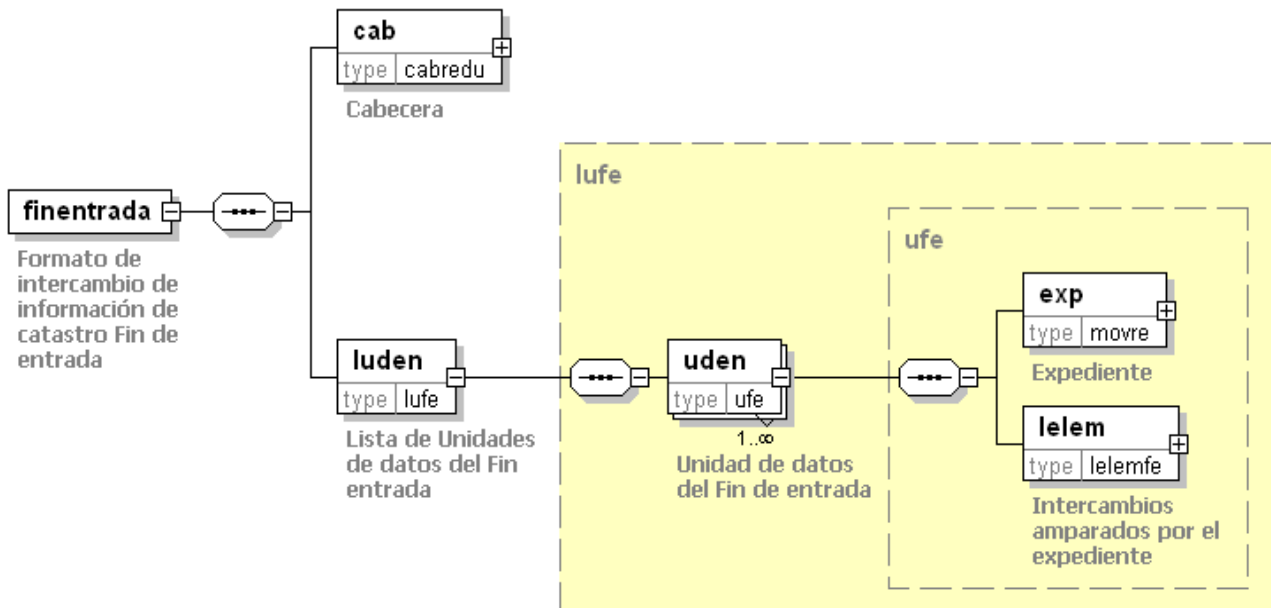 cab
type cabredu
Cabecera
lufe
ufe
finentrada
Formato de
intercambio de
información de
catastro Fin de
entrada
exp
type movre
Expediente
luden
type lufe
Lista de Unidades
de datos del Fin
entrada
uden
type ufe
1..∞
Unidad de datos
del Fin de entrada
lelem
type lelemfe
Intercambios
amparados por el
expediente